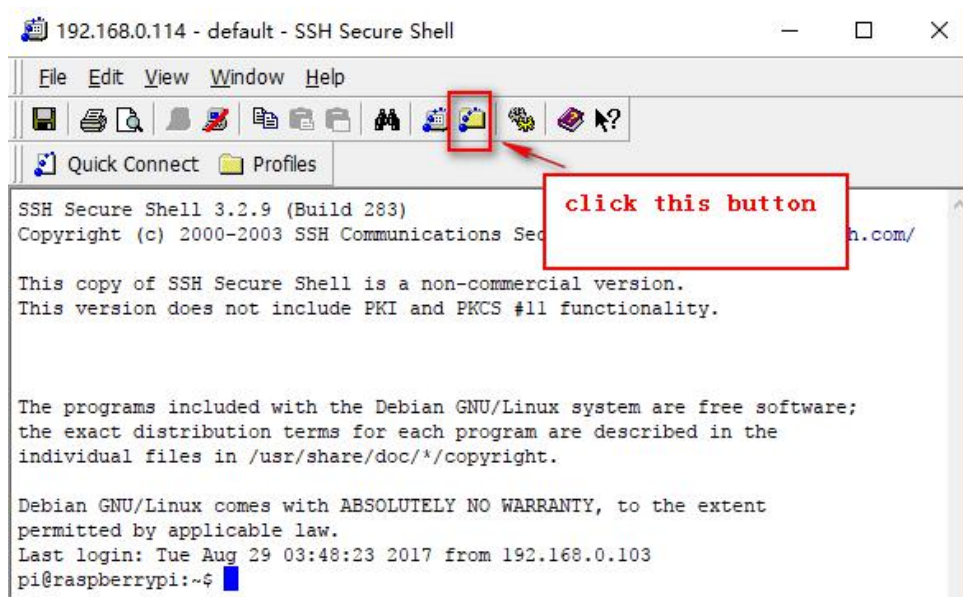 192.168.0.114 - default - SSH Secure Shell
File Edit View Window Help
Quick Connect Profiles
click this button
SSH Secure Shell 3.2.9 (Build 283)
Copyright (c) 2000-2003 SSH Communications Sec h.com/
This copy of SSH Secure Shell is a non-commercial version.
This version does not include PKI and PKCS #11 functionality.
The programs included with the Debian GNU/Linux system are free software;
the exact distribution terms for each program are described in the
individual files in /usr/share/doc/*/copyright.
Debian GNU/Linux comes with ABSOLUTELY NO WARRANTY, to the extent
permitted by applicable law.
Last login: Tue Aug 29 03:48:23 2017 from 192.168.0.103
pi@raspberrypi:~$